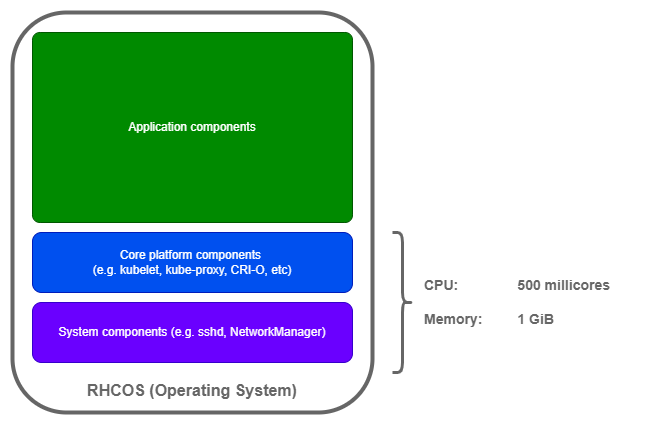 Application components
Core platform components
(e.g. kubelet, kube-proxy, CRI-O, etc)
CPU: 500 millicores
Memory: 1 GiB
System components (e.g. sshd, NetworkManager)
RHCOS (Operating System)